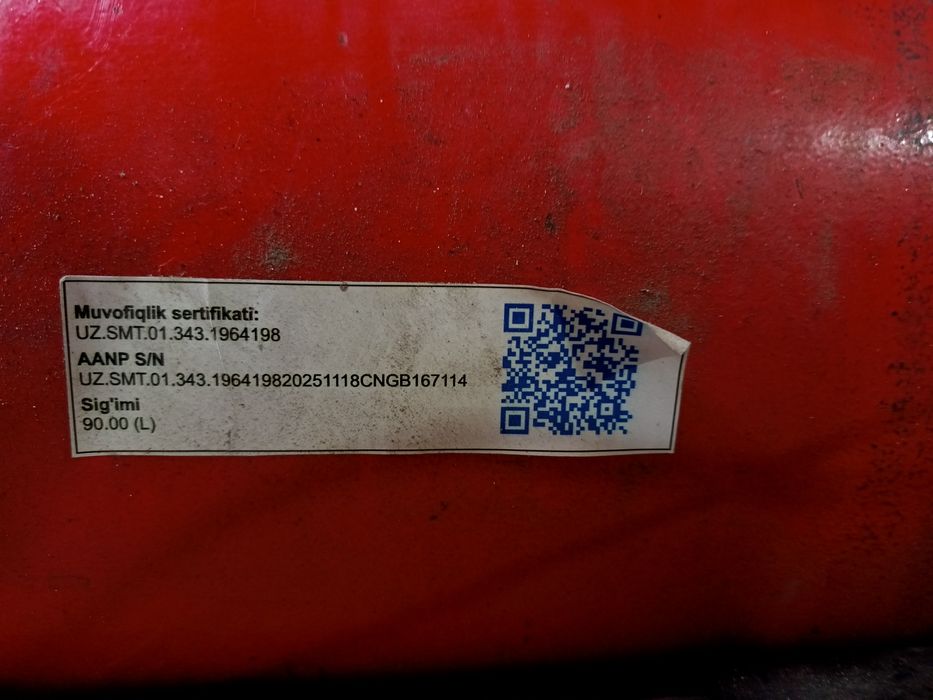 Muvofiqlik sertifikati:
UZ.SMT.01.343.1964198
AANP S/N
UZ.SMT.01.343.196419820251118CNGB167114
Sig'imi
90.00 (L)